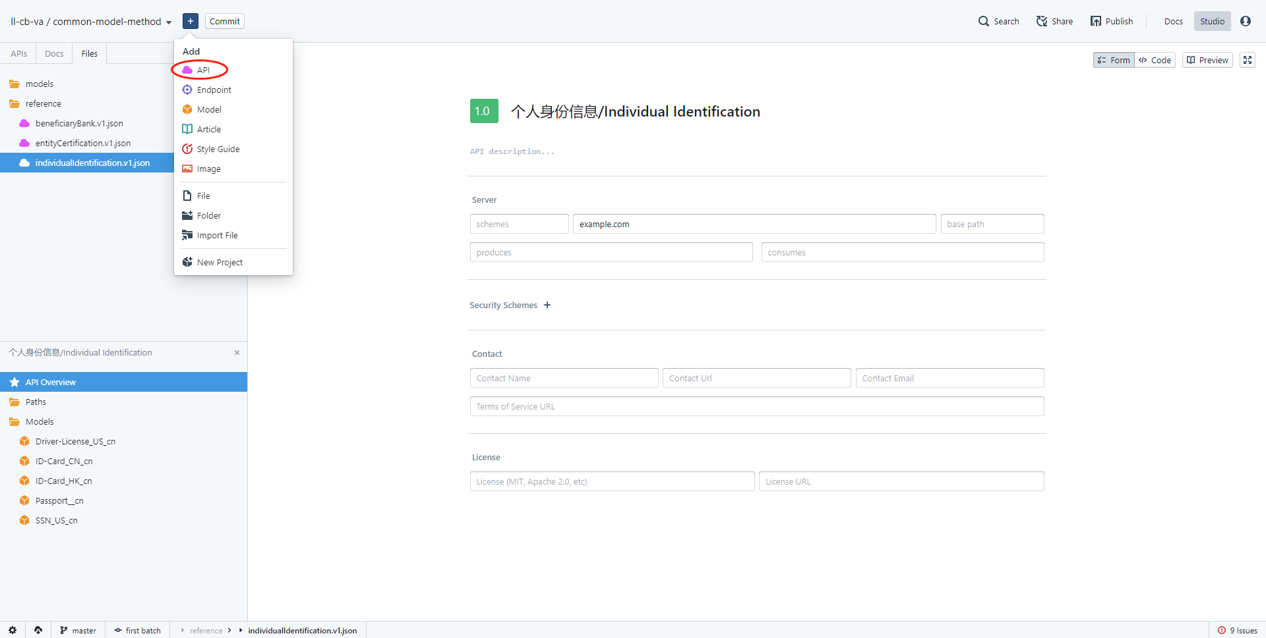 ll-cb-va / common-model-method
+
Commit
Search
Share
Publish
Docs
Studio
APIs
Docs
Files
Add
API
Endpoint
Model
Article
Style Guide
Image
File
Folder
Import File
New Project
models
reference
beneficiaryBank.v1.json
entityCertification.v1.json
individualIdentification.v1.json
Form
Code
Preview
1.0 个人身份信息/Individual Identification
API description...
Server
schemes
example.com
base path
produces
consumes
Security Schemes +
Contact
Contact Name
Contact Url
Contact Email
Terms of Service URL
License
License (MIT, Apache 2.0, etc)
License URL
个人身份信息/Individual Identification
API Overview
Paths
Models
Driver-License_US_cn
ID-Card_CN_cn
ID-Card_HK_cn
Passport__cn
SSN_US_cn
master
first batch
reference
individualIdentification.v1.json
9 Issues